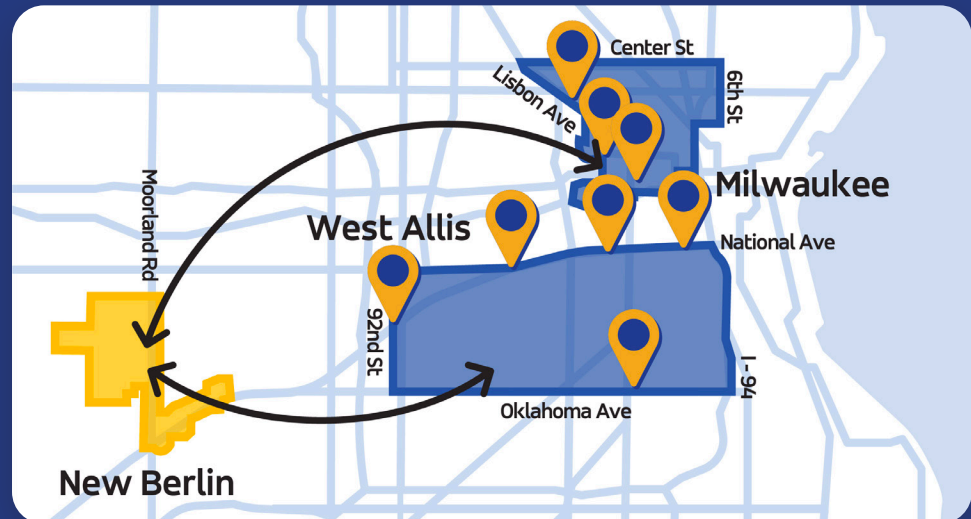 Center St
Lisbon Ave
6th St
Moorland Rd
Milwaukee
West Allis
National Ave
92nd St
I-94
Oklahoma Ave
New Berlin